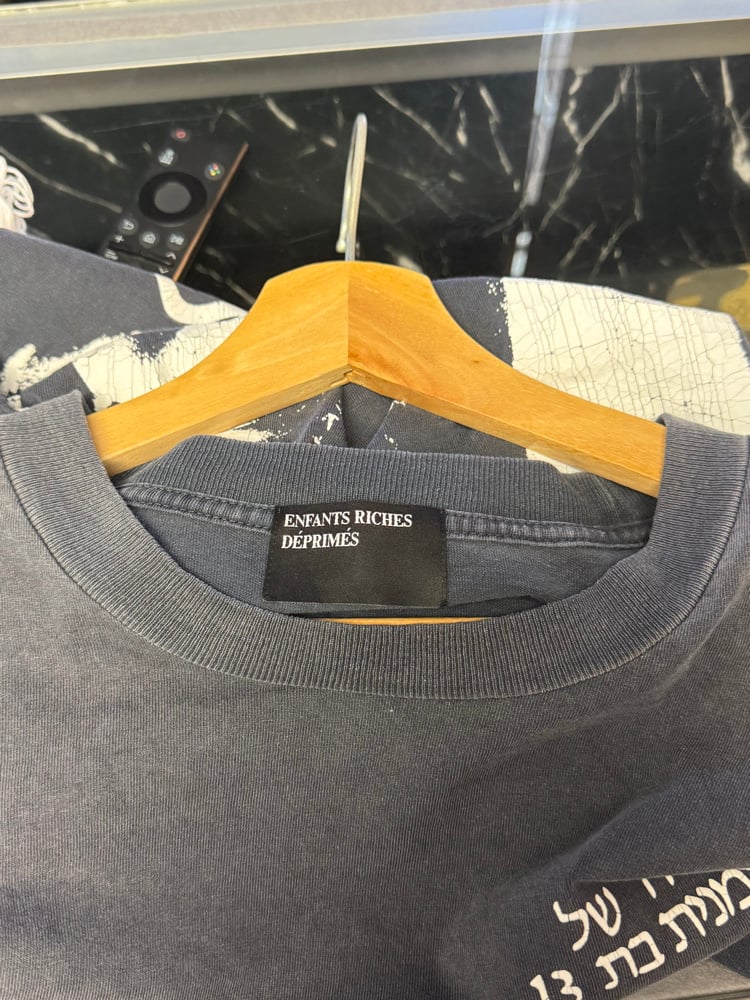 ENFANTS RICHES
DÉPRIMÉS
של
בת 13